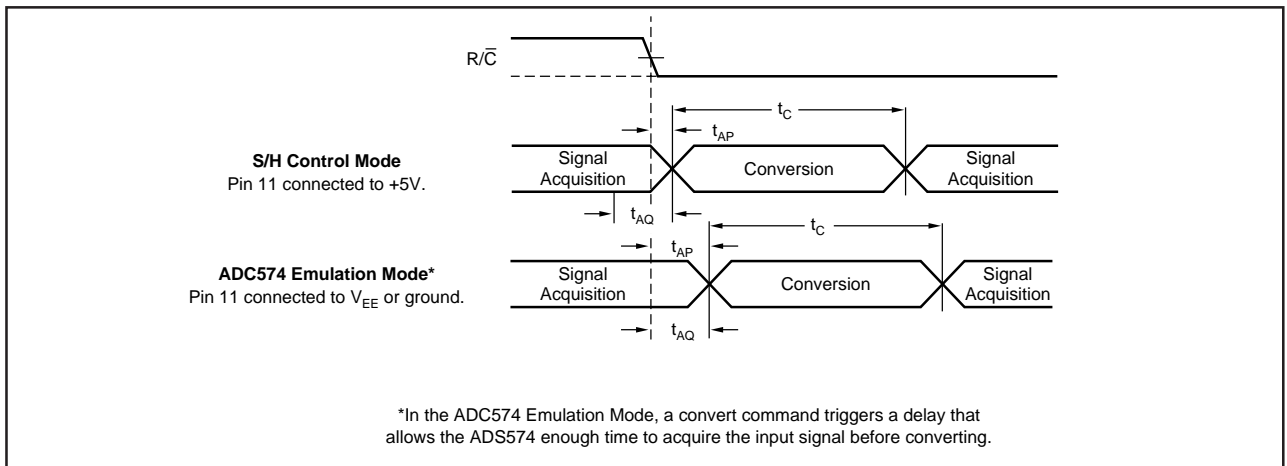 R/C̅
t_C
t_AP
S/H Control Mode
Pin 11 connected to +5V.
Signal
Acquisition
Conversion
Signal
Acquisition
t_AQ
t_C
t_AP
ADC574 Emulation Mode*
Pin 11 connected to V_EE or ground.
Signal
Acquisition
Conversion
Signal
Acquisition
t_AQ
*In the ADC574 Emulation Mode, a convert command triggers a delay that
allows the ADS574 enough time to acquire the input signal before converting.